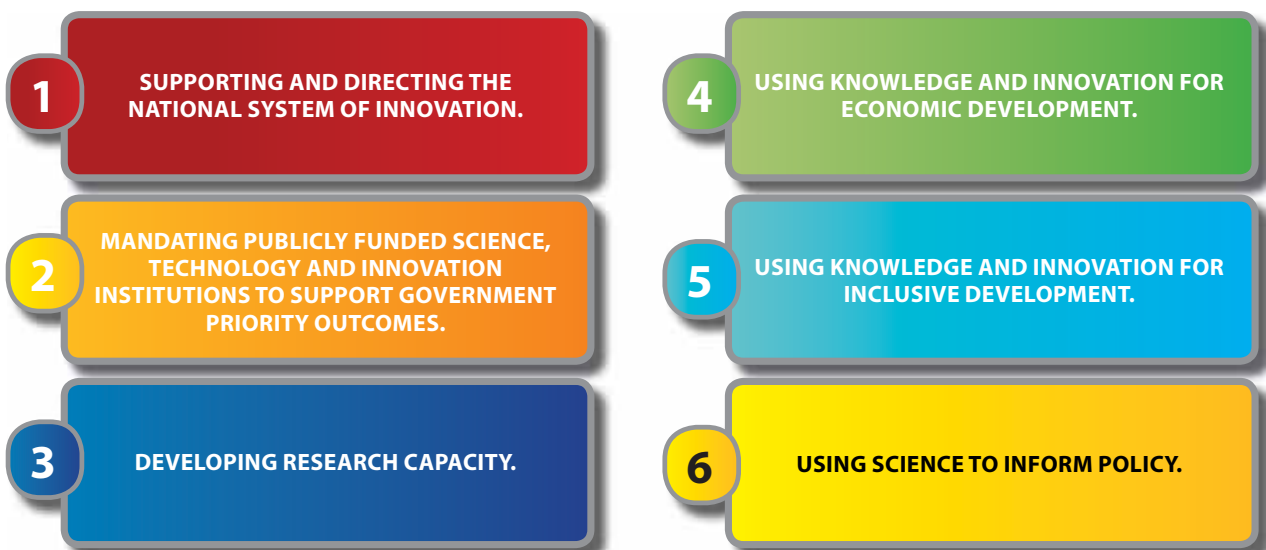 1
SUPPORTING AND DIRECTING THE
NATIONAL SYSTEM OF INNOVATION.
2
MANDATING PUBLICLY FUNDED SCIENCE,
TECHNOLOGY AND INNOVATION
INSTITUTIONS TO SUPPORT GOVERNMENT
PRIORITY OUTCOMES.
3
DEVELOPING RESEARCH CAPACITY.
4
USING KNOWLEDGE AND INNOVATION FOR
ECONOMIC DEVELOPMENT.
5
USING KNOWLEDGE AND INNOVATION FOR
INCLUSIVE DEVELOPMENT.
6
USING SCIENCE TO INFORM POLICY.